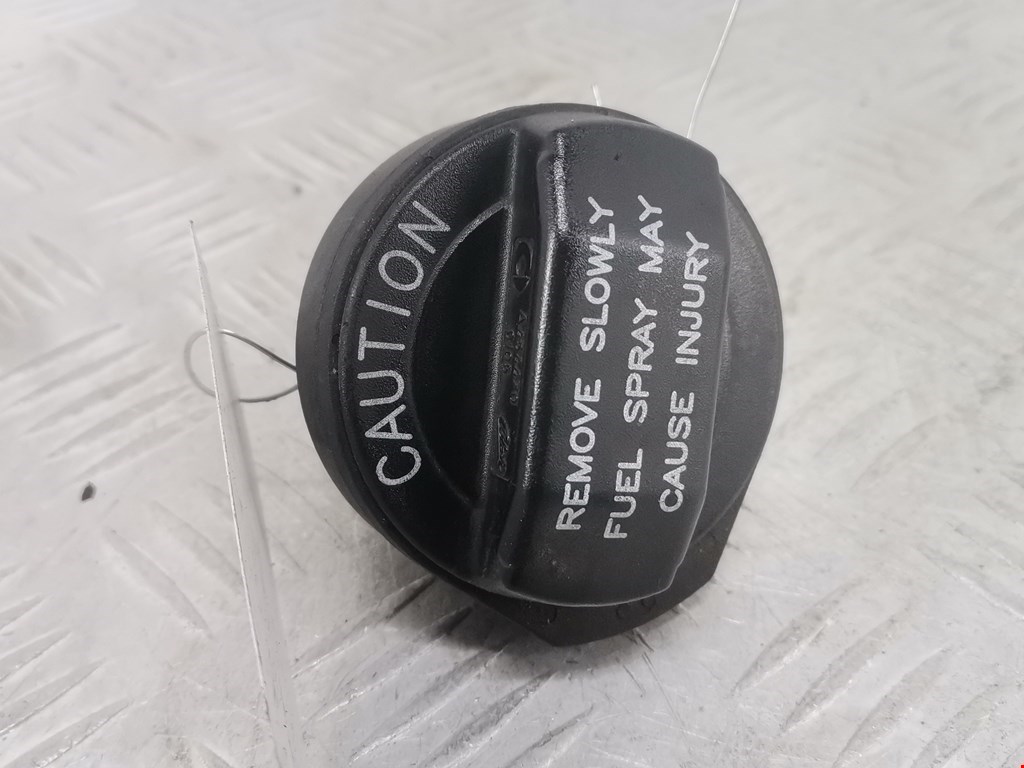 CAUTION
REMOVE SLOWLY
FUEL SPRAY MAY
CAUSE INJURY